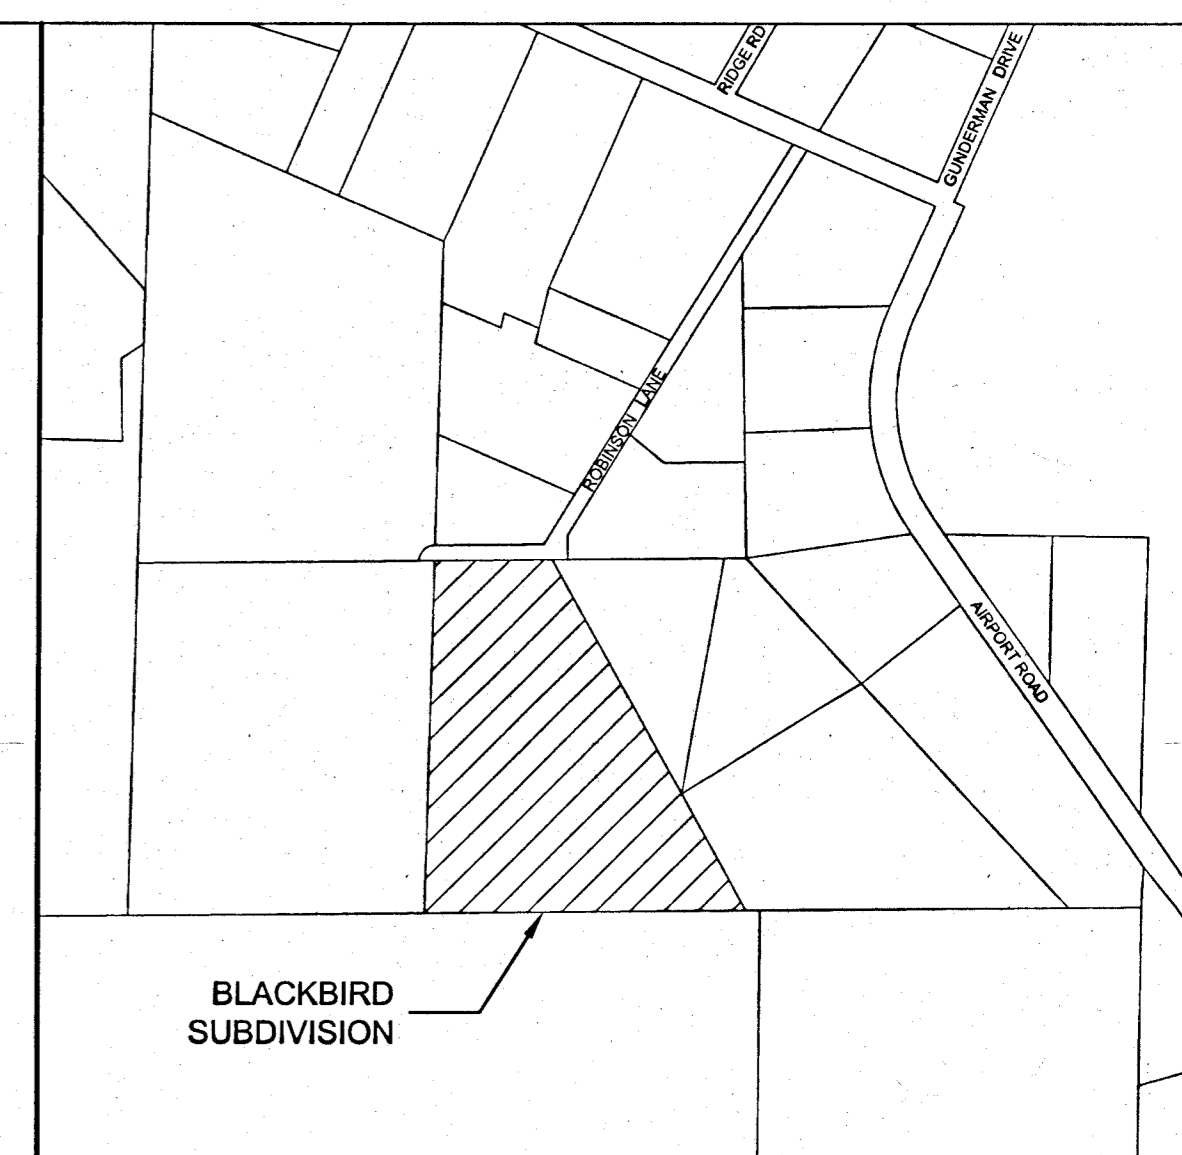 RIDGE RD
GUNDERMAN DRIVE
ROBINSON LANE
AIRPORT ROAD
BLACKBIRD
SUBDIVISION